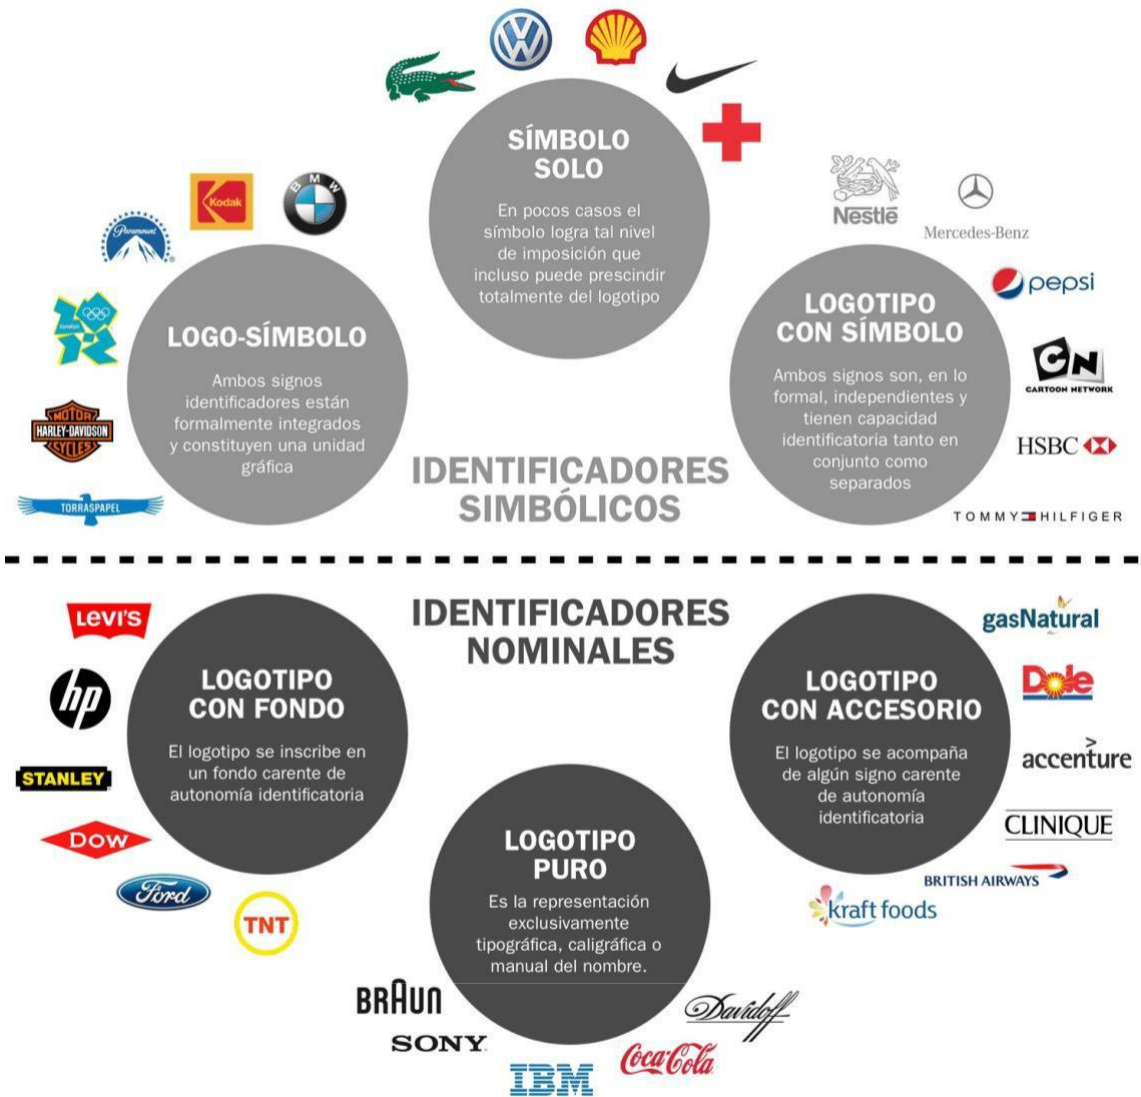 SÍMBOLO
SOLO
En pocos casos el
símbolo logra tal nivel
de imposición que
incluso puede prescindir
totalmente del logotipo
Kodak
BMW
Paramount
London
MOTOR
HARLEY-DAVIDSON
CYCLES
TORRASPAPEL
LOGO-SÍMBOLO
Ambos signos
identificadores están
formalmente integrados
y constituyen una unidad
gráfica
Nestlē
Mercedes-Benz
pepsi
CN
CARTOON NETWORK
HSBC
TOMMY HILFIGER
LOGOTIPO
CON SÍMBOLO
Ambos signos son, en lo
formal, independientes y
tienen capacidad
identificatoria tanto en
conjunto como
separados
IDENTIFICADORES
SIMBÓLICOS
IDENTIFICADORES
NOMINALES
LEVI'S
hp
STANLEY
DOW
Ford
TNT
LOGOTIPO
CON FONDO
El logotipo se inscribe en
un fondo carente de
autonomía identificatoria
gasNatural
Dole
accenture
CLINIQUE
BRITISH AIRWAYS
kraft foods
LOGOTIPO
CON ACCESORIO
El logotipo se acompaña
de algún signo carente
de autonomía
identificatoria
LOGOTIPO
PURO
Es la representación
exclusivamente
tipográfica, caligráfica o
manual del nombre.
BRAUN
SONY
IBM
Coca-Cola
Davidoff